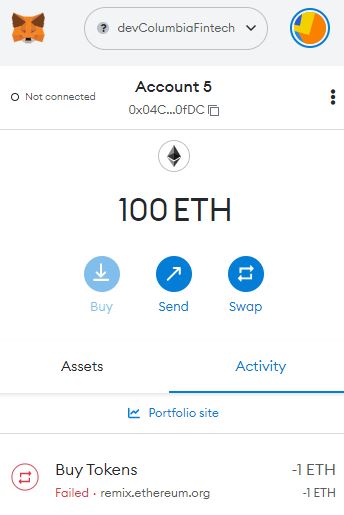 ? devColumbiaFintech
Not connected
Account 5
0x04C...0fDC
100 ETH
Buy
Send
Swap
Assets
Activity
Portfolio site
Buy Tokens
-1 ETH
Failed · remix.ethereum.org
-1 ETH